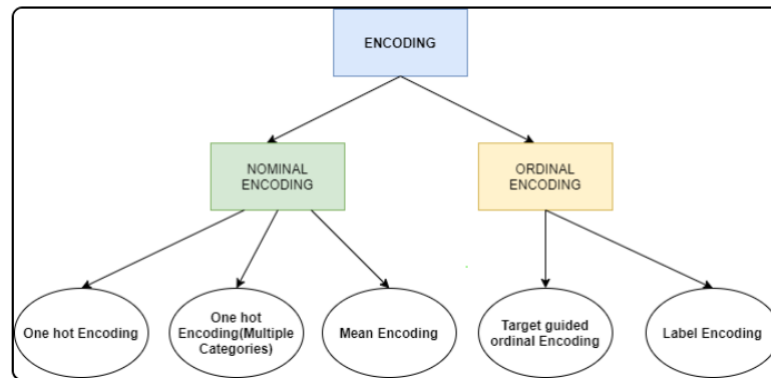 ENCODING
NOMINAL
ENCODING
ORDINAL
ENCODING
One hot Encoding
One hot
Encoding(Multiple
Categories)
Mean Encoding
Target guided
ordinal Encoding
Label Encoding